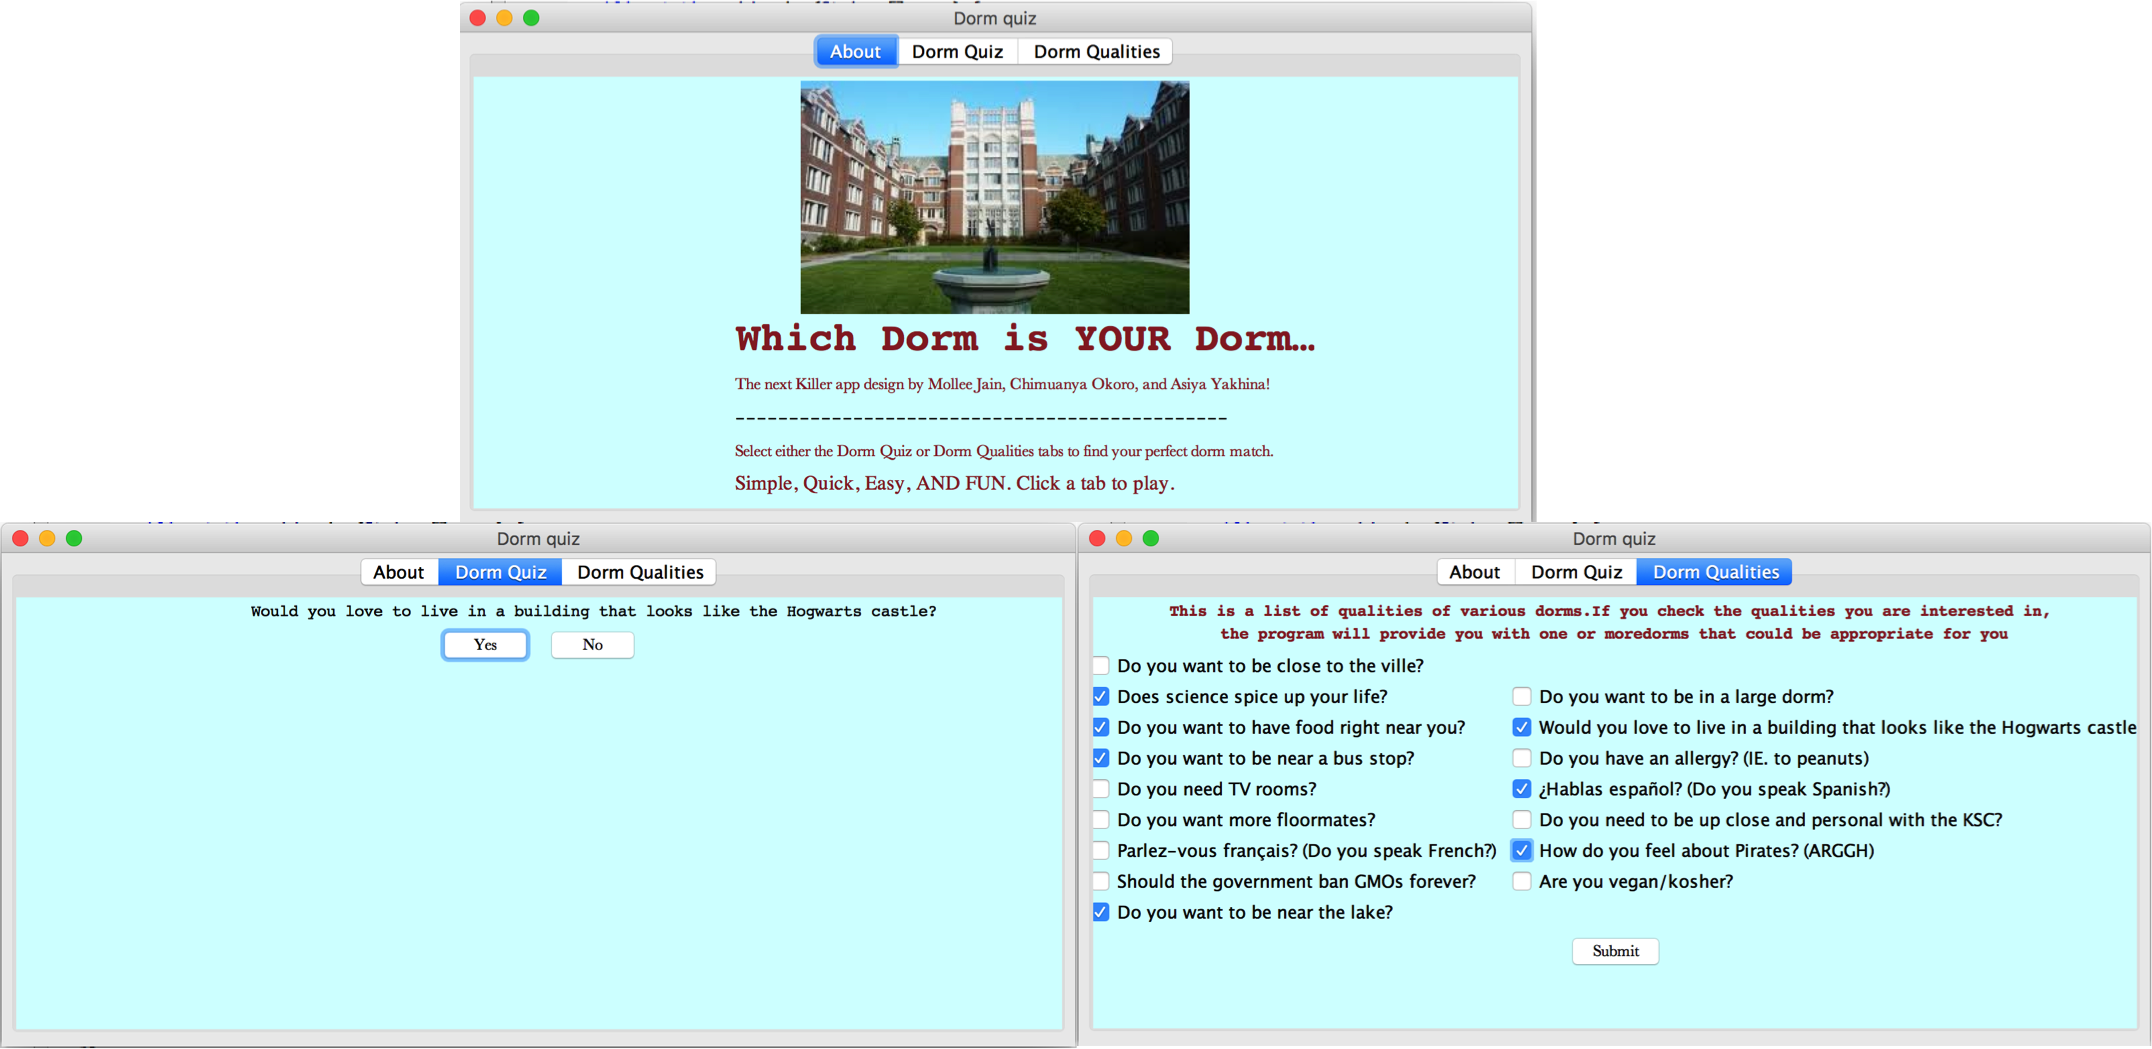 Dorm quiz
About Dorm Quiz Dorm Qualities
Which Dorm is YOUR Dorm…
The next Killer app design by Mollee Jain, Chimuanya Okoro, and Asiya Yakhina!
----------------------------------------------
Select either the Dorm Quiz or Dorm Qualities tabs to find your perfect dorm match.
Simple, Quick, Easy, AND FUN. Click a tab to play.
Dorm quiz
About Dorm Quiz Dorm Qualities
Would you love to live in a building that looks like the Hogwarts castle?
Yes No
Dorm quiz
About Dorm Quiz Dorm Qualities
This is a list of qualities of various dorms.If you check the qualities you are interested in,
the program will provide you with one or moredorms that could be appropriate for you
Do you want to be close to the ville?
Does science spice up your life? Do you want to be in a large dorm?
Do you want to have food right near you? Would you love to live in a building that looks like the Hogwarts castle
Do you want to be near a bus stop? Do you have an allergy? (IE. to peanuts)
Do you need TV rooms? ¿Hablas español? (Do you speak Spanish?)
Do you want more floormates? Do you need to be up close and personal with the KSC?
Parlez-vous français? (Do you speak French?) How do you feel about Pirates? (ARGGH)
Should the government ban GMOs forever? Are you vegan/kosher?
Do you want to be near the lake?
Submit